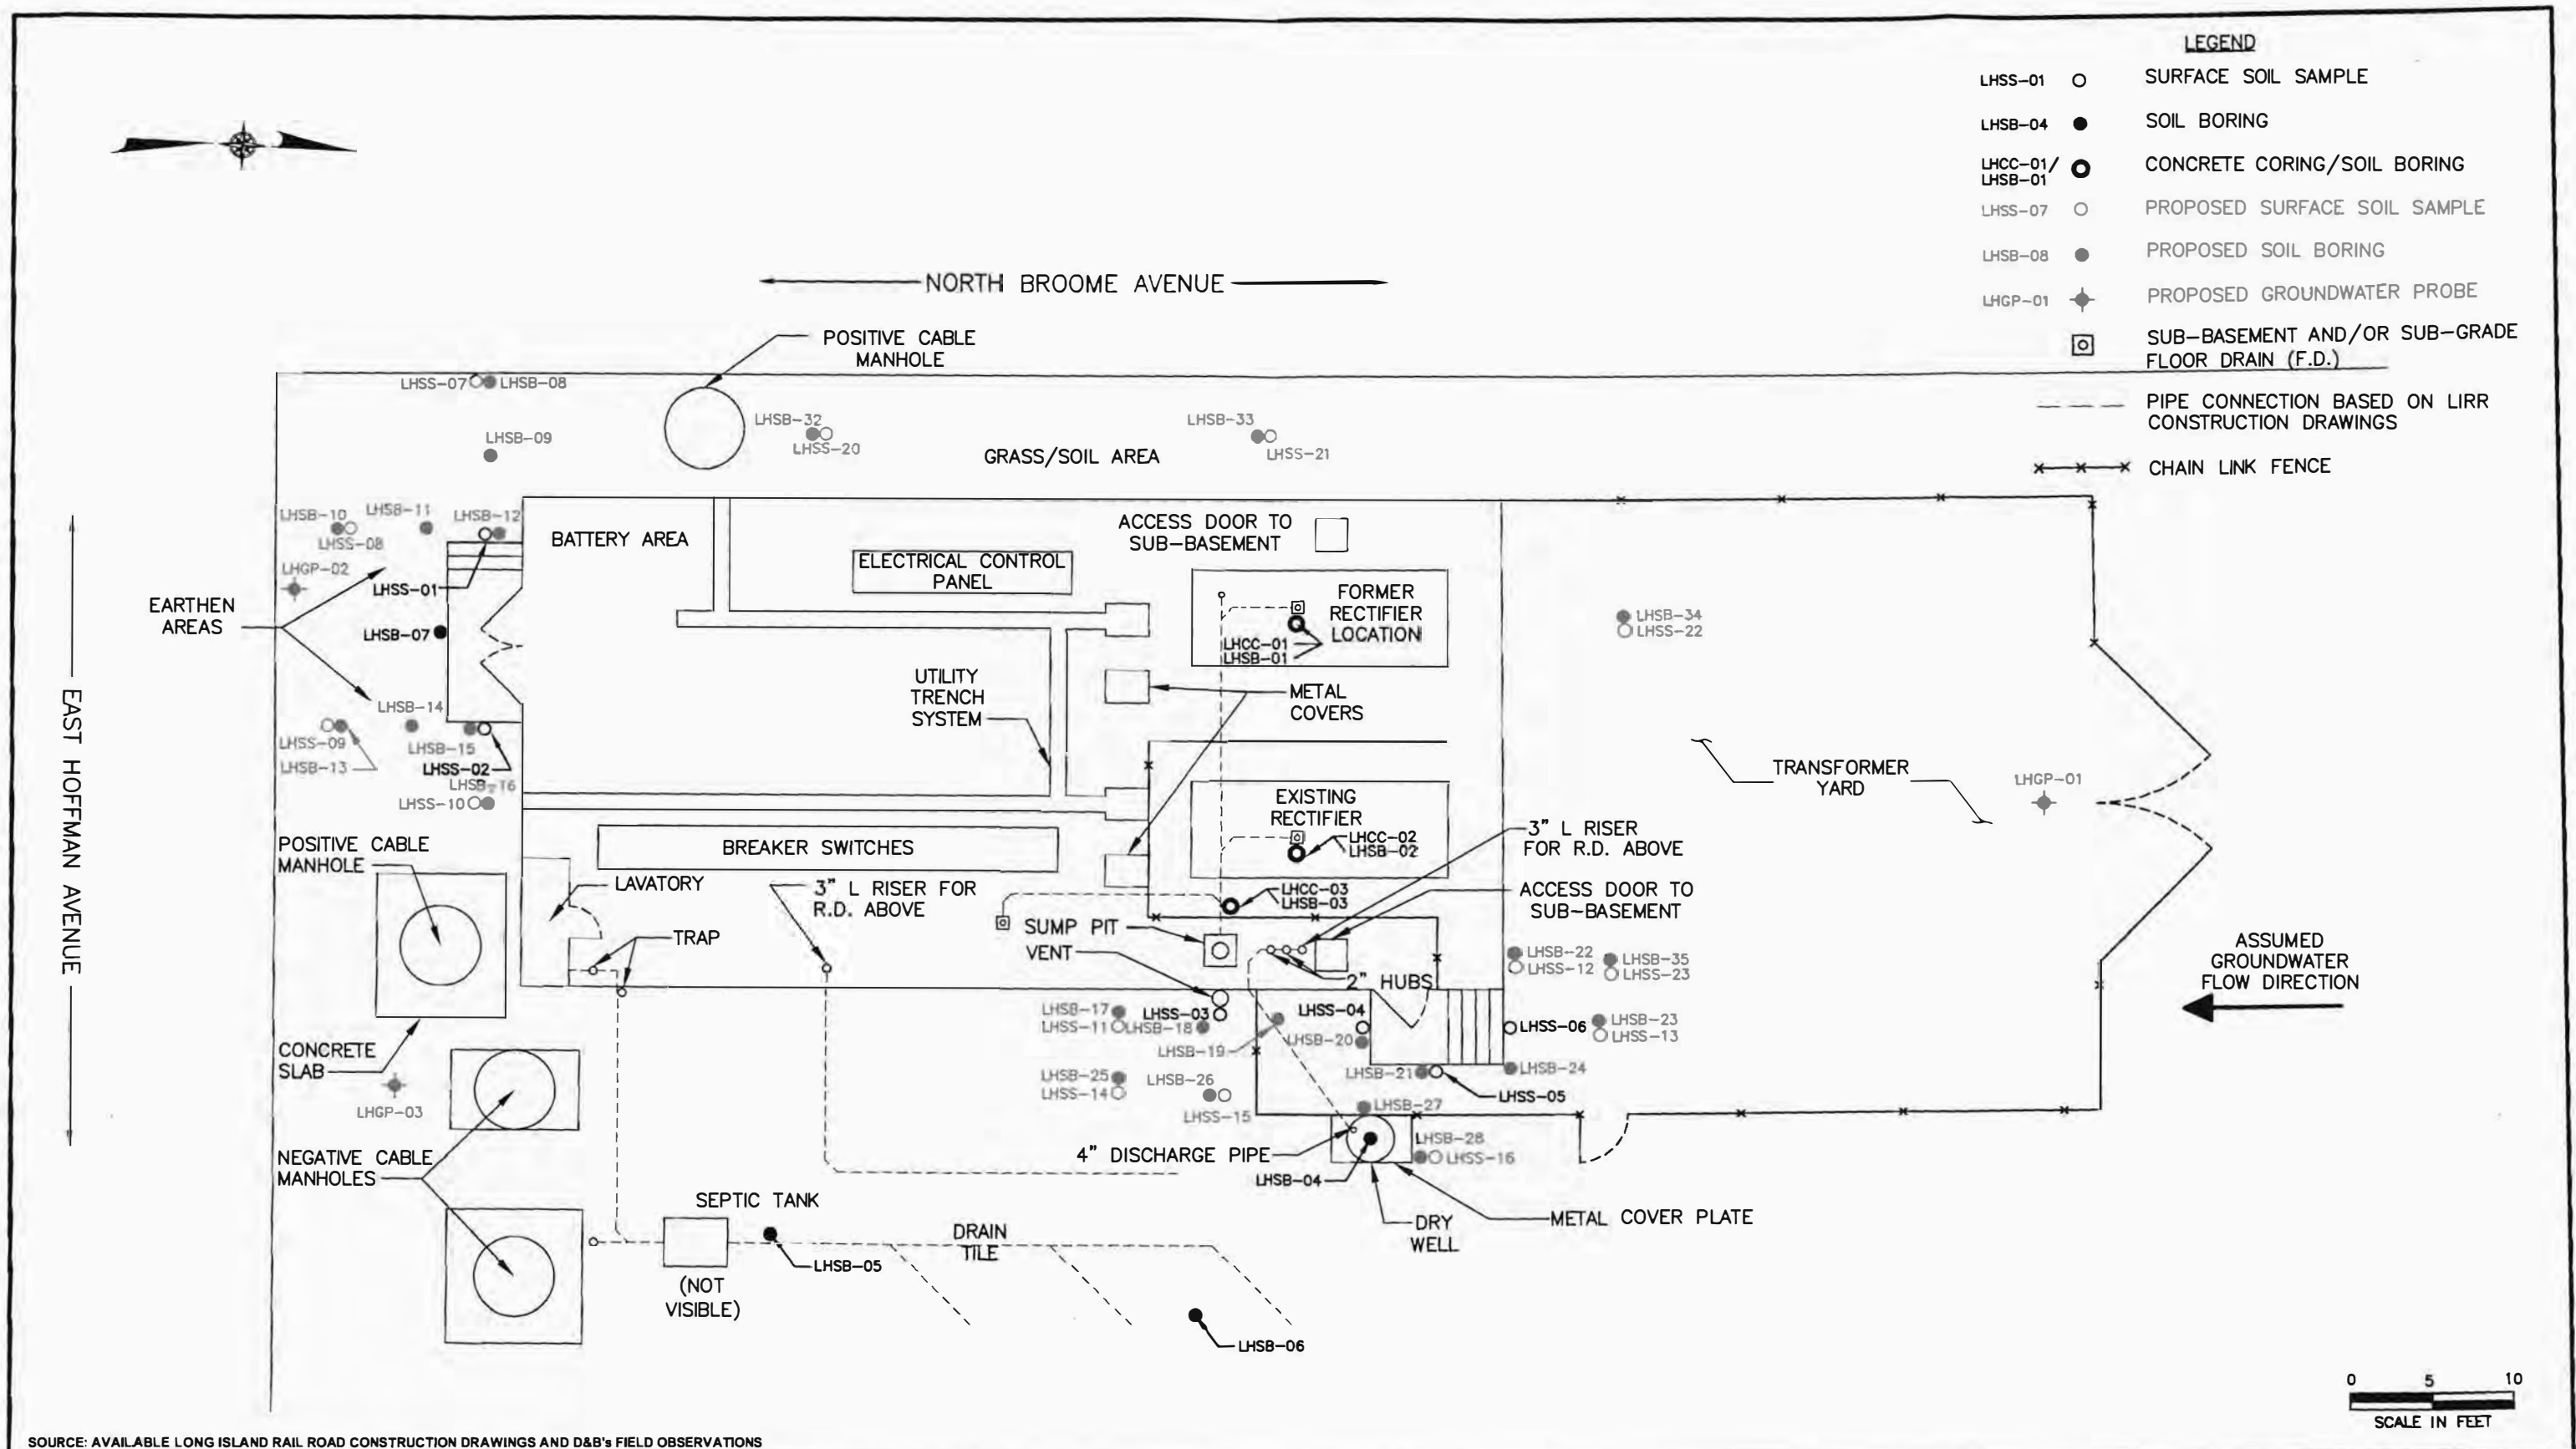 LEGEND
LHSS-01
SURFACE SOIL SAMPLE
LHSB-04
SOIL BORING
LHCC-01/
LHSB-01
CONCRETE CORING/SOIL BORING
LHSS-07
PROPOSED SURFACE SOIL SAMPLE
LHSB-08
PROPOSED SOIL BORING
LHGP-01
PROPOSED GROUNDWATER PROBE
SUB-BASEMENT AND/OR SUB-GRADE
FLOOR DRAIN (F.D.)
PIPE CONNECTION BASED ON LIRR
CONSTRUCTION DRAWINGS
CHAIN LINK FENCE
NORTH BROOME AVENUE
POSITIVE CABLE
MANHOLE
LHSS-07
LHSB-08
LHSB-09
LHSB-32
LHSS-20
LHSB-33
LHSS-21
GRASS/SOIL AREA
LHSB-10
LHSS-08
LHSB-11
LHSB-12
LHGP-02
LHSS-01
EARTHEN
AREAS
LHSB-07
BATTERY AREA
ELECTRICAL CONTROL
PANEL
ACCESS DOOR TO
SUB-BASEMENT
FORMER
RECTIFIER
LOCATION
LHCC-01
LHSB-01
LHSB-34
LHSS-22
UTILITY
TRENCH
SYSTEM
METAL
COVERS
EAST HOFFMAN AVENUE
LHSB-14
LHSS-09
LHSB-13
LHSB-15
LHSS-02
LHSB-16
LHSS-10
TRANSFORMER
YARD
LHGP-01
EXISTING
RECTIFIER
LHCC-02
LHSB-02
3" L RISER
FOR R.D. ABOVE
POSITIVE CABLE
MANHOLE
BREAKER SWITCHES
LAVATORY
3" L RISER FOR
R.D. ABOVE
LHCC-03
LHSB-03
ACCESS DOOR TO
SUB-BASEMENT
TRAP
SUMP PIT
VENT
2" HUBS
LHSB-22
LHSS-12
LHSB-35
LHSS-23
ASSUMED
GROUNDWATER
FLOW DIRECTION
LHSB-17
LHSS-11
LHSS-03
LHSB-18
LHSS-04
LHSB-19
LHSB-20
LHSS-06
LHSB-23
LHSS-13
CONCRETE
SLAB
LHGP-03
LHSB-25
LHSS-14
LHSB-26
LHSS-15
LHSB-21
LHSB-24
LHSS-05
LHSB-27
LHSB-28
LHSS-16
4" DISCHARGE PIPE
LHSB-04
NEGATIVE CABLE
MANHOLES
SEPTIC TANK
(NOT
VISIBLE)
LHSB-05
DRAIN
TILE
DRY
WELL
METAL COVER PLATE
LHSB-06
0 5 10
SCALE IN FEET
SOURCE: AVAILABLE LONG ISLAND RAIL ROAD CONSTRUCTION DRAWINGS AND D&B's FIELD OBSERVATIONS